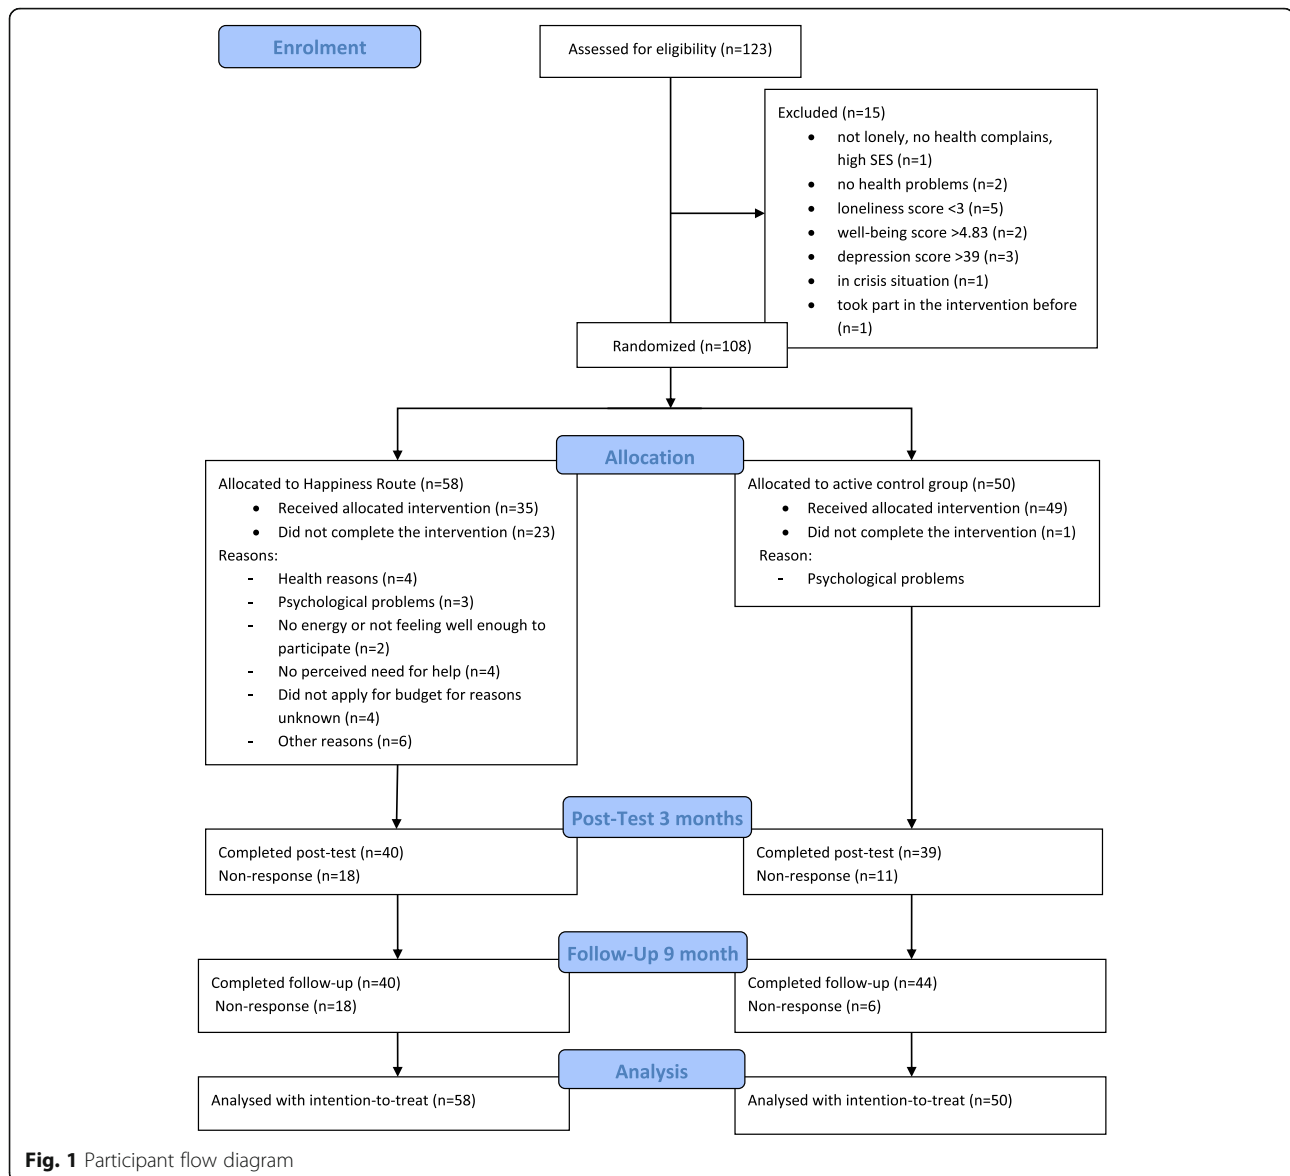 Enrolment
Assessed for eligibility (n=123)
Excluded (n=15)
• not lonely, no health complains,
high SES (n=1)
• no health problems (n=2)
• loneliness score <3 (n=5)
• well-being score >4.83 (n=2)
• depression score >39 (n=3)
• in crisis situation (n=1)
• took part in the intervention before
(n=1)
Randomized (n=108)
Allocation
Allocated to Happiness Route (n=58)
• Received allocated intervention (n=35)
• Did not complete the intervention (n=23)
Reasons:
- Health reasons (n=4)
- Psychological problems (n=3)
- No energy or not feeling well enough to
participate (n=2)
- No perceived need for help (n=4)
- Did not apply for budget for reasons
unknown (n=4)
- Other reasons (n=6)
Allocated to active control group (n=50)
• Received allocated intervention (n=49)
• Did not complete the intervention (n=1)
Reason:
- Psychological problems
Post-Test 3 months
Completed post-test (n=40)
Non-response (n=18)
Completed post-test (n=39)
Non-response (n=11)
Follow-Up 9 month
Completed follow-up (n=40)
Non-response (n=18)
Completed follow-up (n=44)
Non-response (n=6)
Analysis
Analysed with intention-to-treat (n=58)
Analysed with intention-to-treat (n=50)
Fig. 1 Participant flow diagram